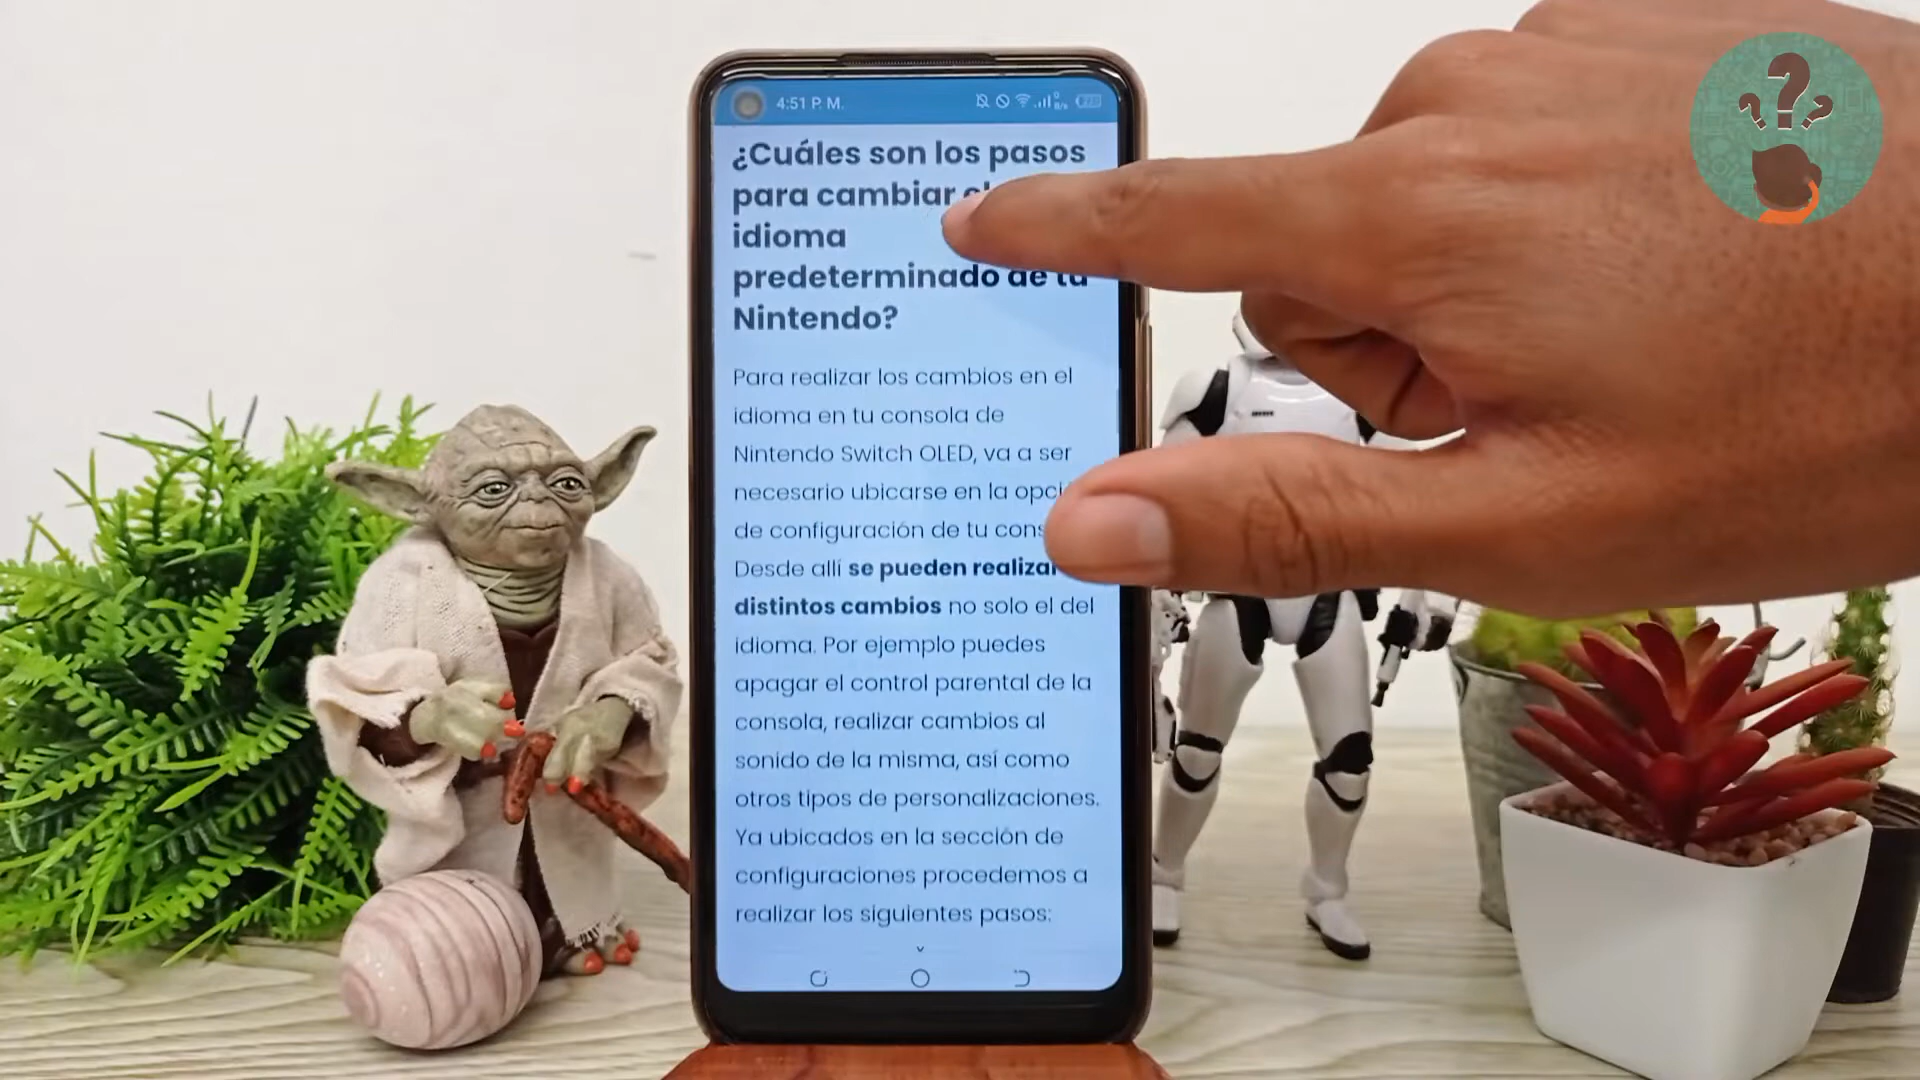 4:51 P. M.
¿Cuáles son los pasos
para cambiar
idioma
predeterminado de tu
Nintendo?
Para realizar los cambios en el
idioma en tu consola de
Nintendo Switch OLED, va a ser
necesario ubicarse en la
de configuración de tu
Desde allí se pueden realizar
distintos cambios no solo el del
idioma. Por ejemplo puedes
apagar el control parental de la
consola, realizar cambios al
sonido de la misma, así como
otros tipos de personalizaciones.
Ya ubicados en la sección de
configuraciones procedemos a
realizar los siguientes pasos: